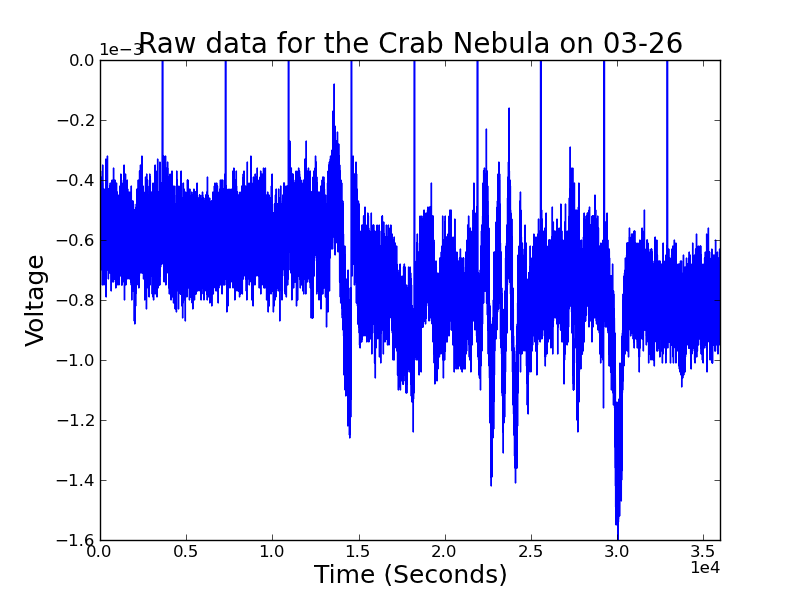 Raw data for the Crab Nebula on 03-26
1e−3
0.0
−0.2
−0.4
−0.6
−0.8
−1.0
−1.2
−1.4
−1.6
Voltage
0.0 0.5 1.0 1.5 2.0 2.5 3.0 3.5
1e4
Time (Seconds)